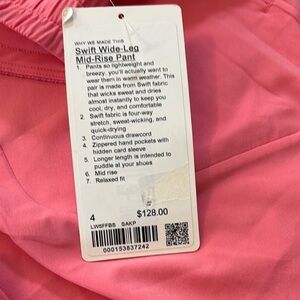 WHY WE MADE THIS
Swift Wide-Leg
Mid-Rise Pant
1. Pants so lightweight and
breezy, you'll actually want to
wear them in warm weather. This
pair is made from Swift fabric
that wicks sweat and dries
almost instantly to keep you
cool, dry, and comfortable
2. Swift fabric is four-way
stretch, sweat-wicking, and
quick-drying
3. Continuous drawcord
4. Zippered hand pockets with
hidden card sleeve
5. Longer length is intended to
puddle at your shoes
6. Mid rise
7. Relaxed fit
4 $128.00
LW5FFBS SAKP
000153837242